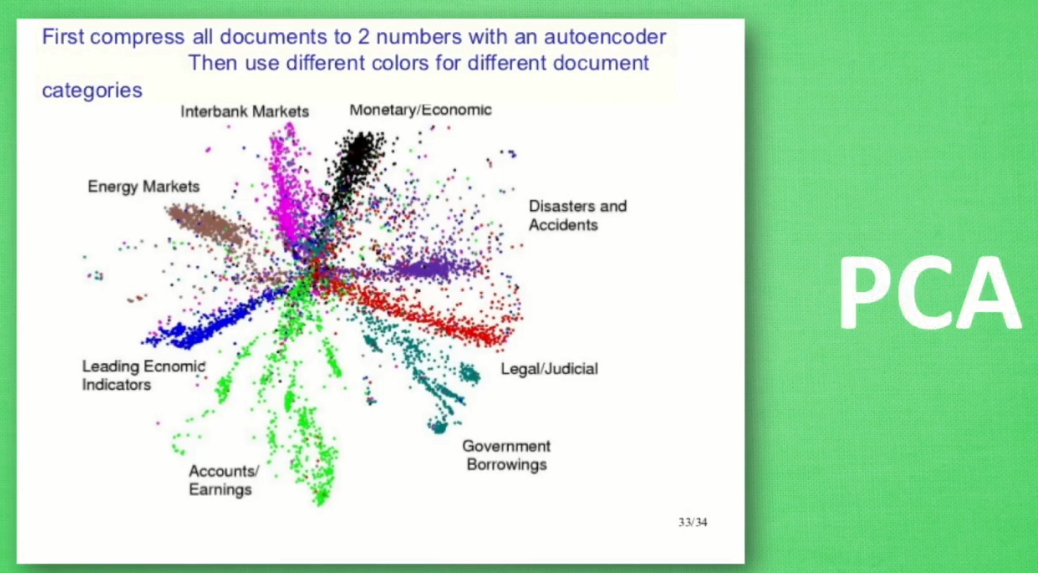 First compress all documents to 2 numbers with an autoencoder
Then use different colors for different document
categories
Interbank Markets
Monetary/Economic
Energy Markets
Disasters and
Accidents
PCA
Leading Ecnomic
Indicators
Legal/Judicial
Government
Borrowings
Accounts/
Earnings
33/34